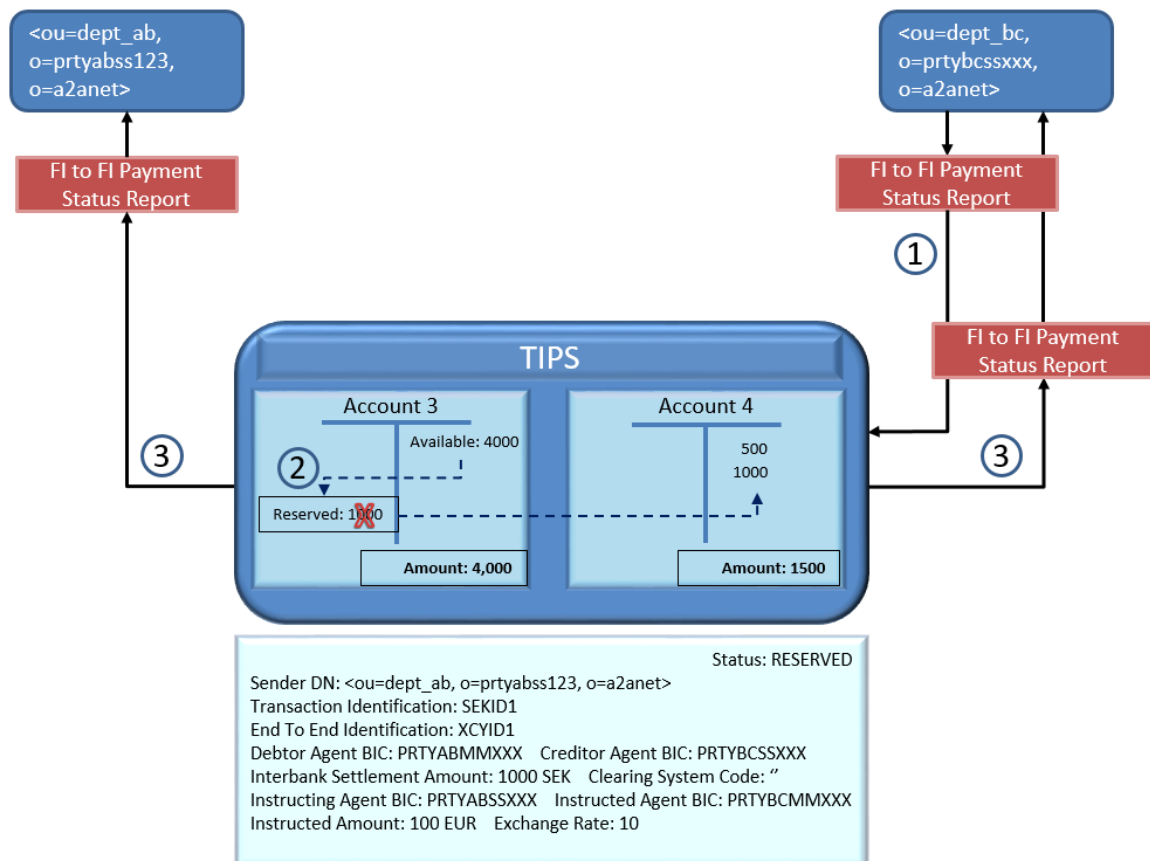 <ou=dept_ab,
o=prtyabss123,
o=a2anet>
<ou=dept_bc,
o=prtybcssxxx,
o=a2anet>
FI to FI Payment
Status Report
FI to FI Payment
Status Report
1
FI to FI Payment
Status Report
TIPS
Account 3
Account 4
Available: 4000
500
1000
2
3
3
Reserved: 1000
X
Amount: 4,000
Amount: 1500
Status: RESERVED
Sender DN: <ou=dept_ab, o=prtyabss123, o=a2anet>
Transaction Identification: SEKID1
End To End Identification: XCYID1
Debtor Agent BIC: PRTYABMMXXX Creditor Agent BIC: PRTYBCSSXXX
Interbank Settlement Amount: 1000 SEK Clearing System Code: ‘’
Instructing Agent BIC: PRTYABSSXXX Instructed Agent BIC: PRTYBCMMXXX
Instructed Amount: 100 EUR Exchange Rate: 10